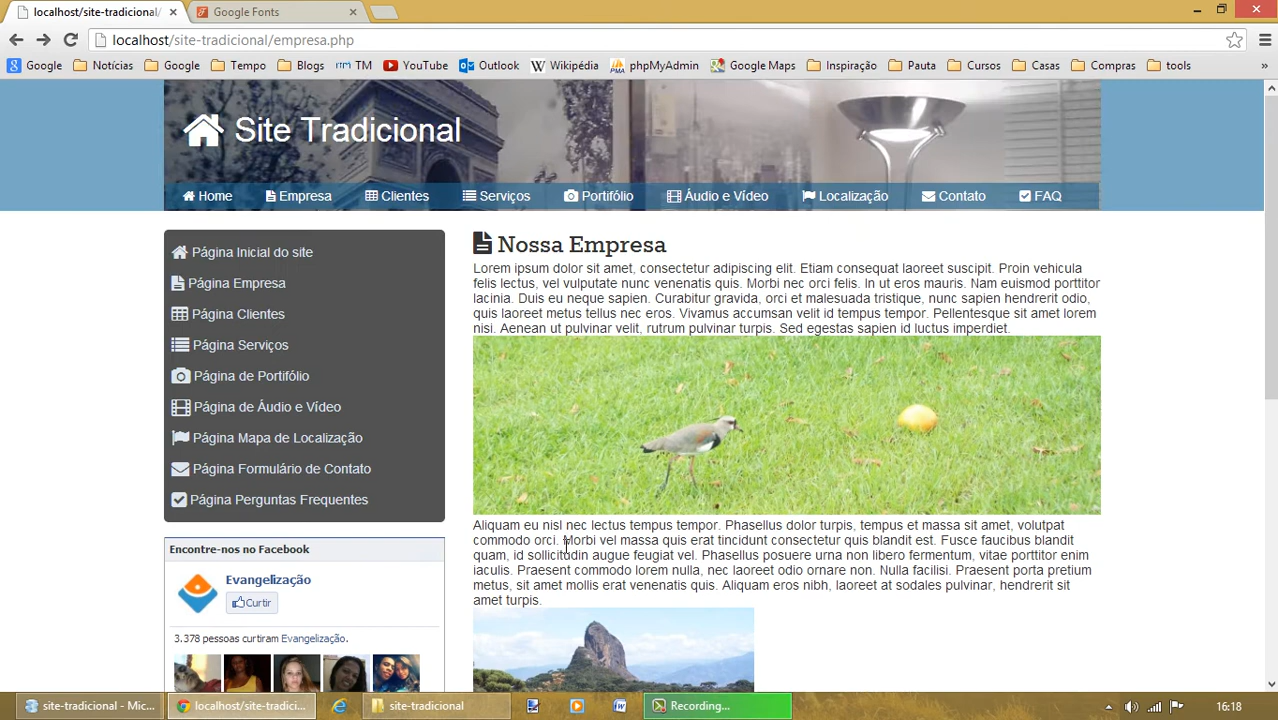 localhost/site-tradicional/
Google Fonts
localhost/site-tradicional/empresa.php
Google Notícias Google Tempo Blogs TM YouTube Outlook Wikipédia phpMyAdmin Google Maps Inspiração Pauta Cursos Casas Compras tools »
Site Tradicional
Home Empresa Clientes Serviços Portifólio Áudio e Vídeo Localização Contato FAQ
Página Inicial do site
Página Empresa
Página Clientes
Página Serviços
Página de Portifólio
Página de Áudio e Vídeo
Página Mapa de Localização
Página Formulário de Contato
Página Perguntas Frequentes
Encontre-nos no Facebook
Evangelização
Curtir
3.378 pessoas curtiram Evangelização.
Nossa Empresa
Lorem ipsum dolor sit amet, consectetur adipiscing elit. Etiam consequat laoreet suscipit. Proin vehicula
felis lectus, vel vulputate nunc venenatis quis. Morbi nec orci felis. In ut eros mauris. Nam euismod porttitor
lacinia. Duis eu neque sapien. Curabitur gravida, orci et malesuada tristique, nunc sapien hendrerit odio,
quis laoreet metus tellus nec eros. Vivamus accumsan velit id tempus tempor. Pellentesque sit amet lorem
nisi. Aenean ut pulvinar velit, rutrum pulvinar turpis. Sed egestas sapien id luctus imperdiet.
Aliquam eu nisl nec lectus tempus tempor. Phasellus dolor turpis, tempus et massa sit amet, volutpat
commodo orci. Morbi vel massa quis erat tincidunt consectetur quis blandit est. Fusce faucibus blandit
quam, id sollicitudin augue feugiat vel. Phasellus posuere urna non libero fermentum, vitae porttitor enim
iaculis. Praesent commodo lorem nulla, nec laoreet odio ornare non. Nulla facilisi. Praesent porta pretium
metus, sit amet mollis erat venenatis quis. Aliquam eros nibh, laoreet at sodales pulvinar, hendrerit sit
amet turpis.
site-tradicional - Mic... localhost/site-tradici... site-tradicional Recording... 16:18